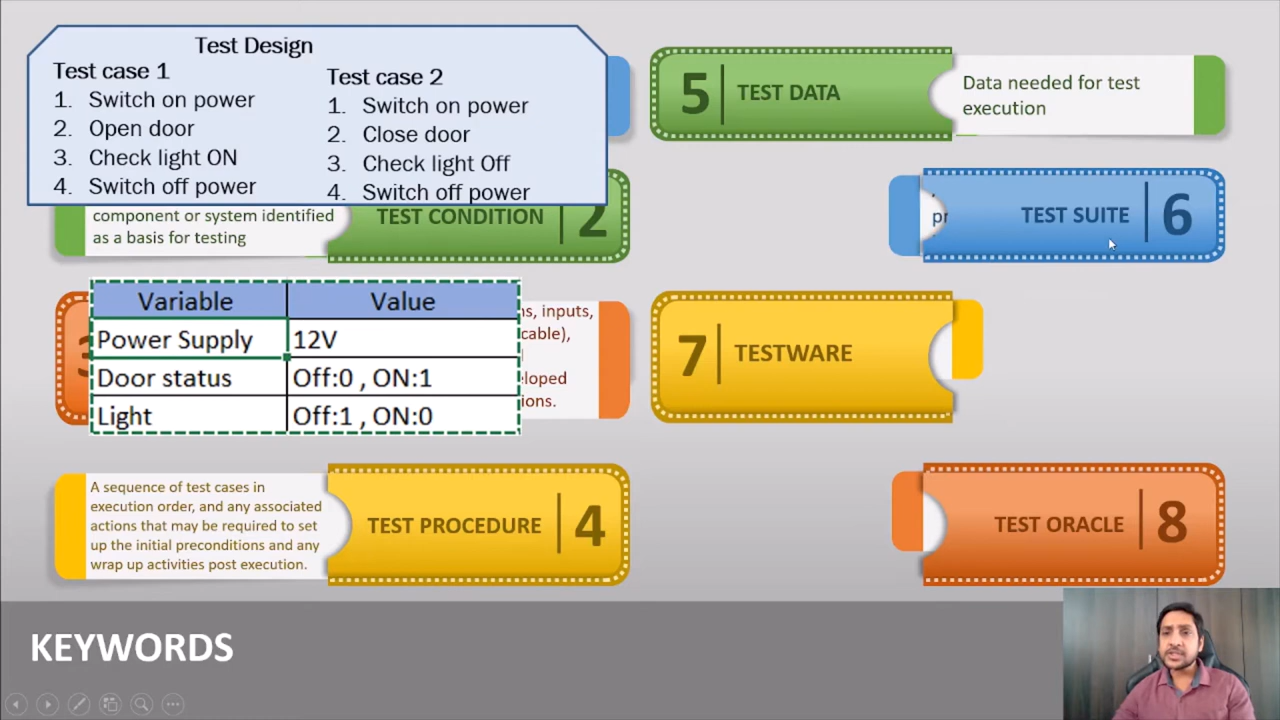 Test Design
Test case 1
1. Switch on power
2. Open door
3. Check light ON
4. Switch off power
Test case 2
1. Switch on power
2. Close door
3. Check light Off
4. Switch off power
component or system identified
as a basis for testing
TEST CONDITION
2
Variable Value
Power Supply 12V
Door status Off:0 , ON:1
Light Off:1 , ON:0
inputs,
TEST PROCEDURE
4
A sequence of test cases in
execution order, and any associated
actions that may be required to set
up the initial preconditions and any
wrap up activities post execution.
5
TEST DATA
Data needed for test
execution
TEST SUITE
6
7
TESTWARE
TEST ORACLE
8
KEYWORDS